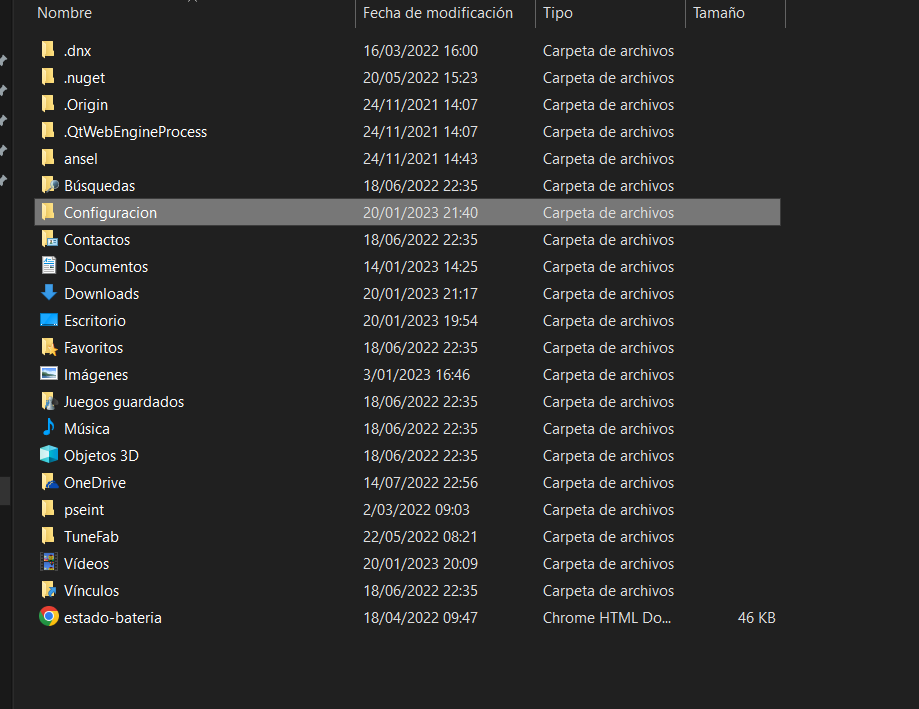 Nombre Fecha de modificación Tipo Tamaño
.dnx 16/03/2022 16:00 Carpeta de archivos
.nuget 20/05/2022 15:23 Carpeta de archivos
.Origin 24/11/2021 14:07 Carpeta de archivos
.QtWebEngineProcess 24/11/2021 14:07 Carpeta de archivos
ansel 24/11/2021 14:43 Carpeta de archivos
Búsquedas 18/06/2022 22:35 Carpeta de archivos
Configuracion 20/01/2023 21:40 Carpeta de archivos
Contactos 18/06/2022 22:35 Carpeta de archivos
Documentos 14/01/2023 14:25 Carpeta de archivos
Downloads 20/01/2023 21:17 Carpeta de archivos
Escritorio 20/01/2023 19:54 Carpeta de archivos
Favoritos 18/06/2022 22:35 Carpeta de archivos
Imágenes 3/01/2023 16:46 Carpeta de archivos
Juegos guardados 18/06/2022 22:35 Carpeta de archivos
Música 18/06/2022 22:35 Carpeta de archivos
Objetos 3D 18/06/2022 22:35 Carpeta de archivos
OneDrive 14/07/2022 22:56 Carpeta de archivos
pseint 2/03/2022 09:03 Carpeta de archivos
TuneFab 22/05/2022 08:21 Carpeta de archivos
Vídeos 20/01/2023 20:09 Carpeta de archivos
Vínculos 18/06/2022 22:35 Carpeta de archivos
estado-bateria 18/04/2022 09:47 Chrome HTML Do... 46 KB